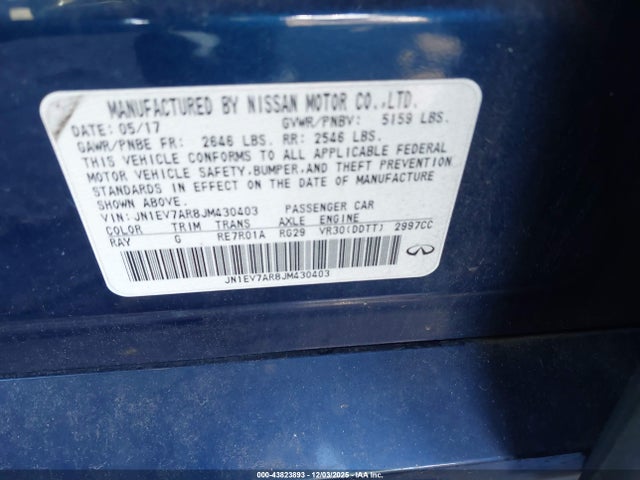 MANUFACTURED BY NISSAN MOTOR CO.,LTD.
DATE: 05/17 GVWR/PNBV: 5159 LBS.
GAWR/PNBE FR: 2646 LBS. RR: 2546 LBS.
THIS VEHICLE CONFORMS TO ALL APPLICABLE FEDERAL
MOTOR VEHICLE SAFETY,BUMPER,AND THEFT PREVENTION
STANDARDS IN EFFECT ON THE DATE OF MANUFACTURE
SHOWN ABOVE.
VIN: JN1EV7AR8JM430403 PASSENGER CAR
COLOR TRIM TRANS AXLE ENGINE
RAY G RE7R01A RG29 VR30(DDTT) 2997CC
JN1EV7AR8JM430403
000-43823893 - 12/03/2025 - IAA Corp.